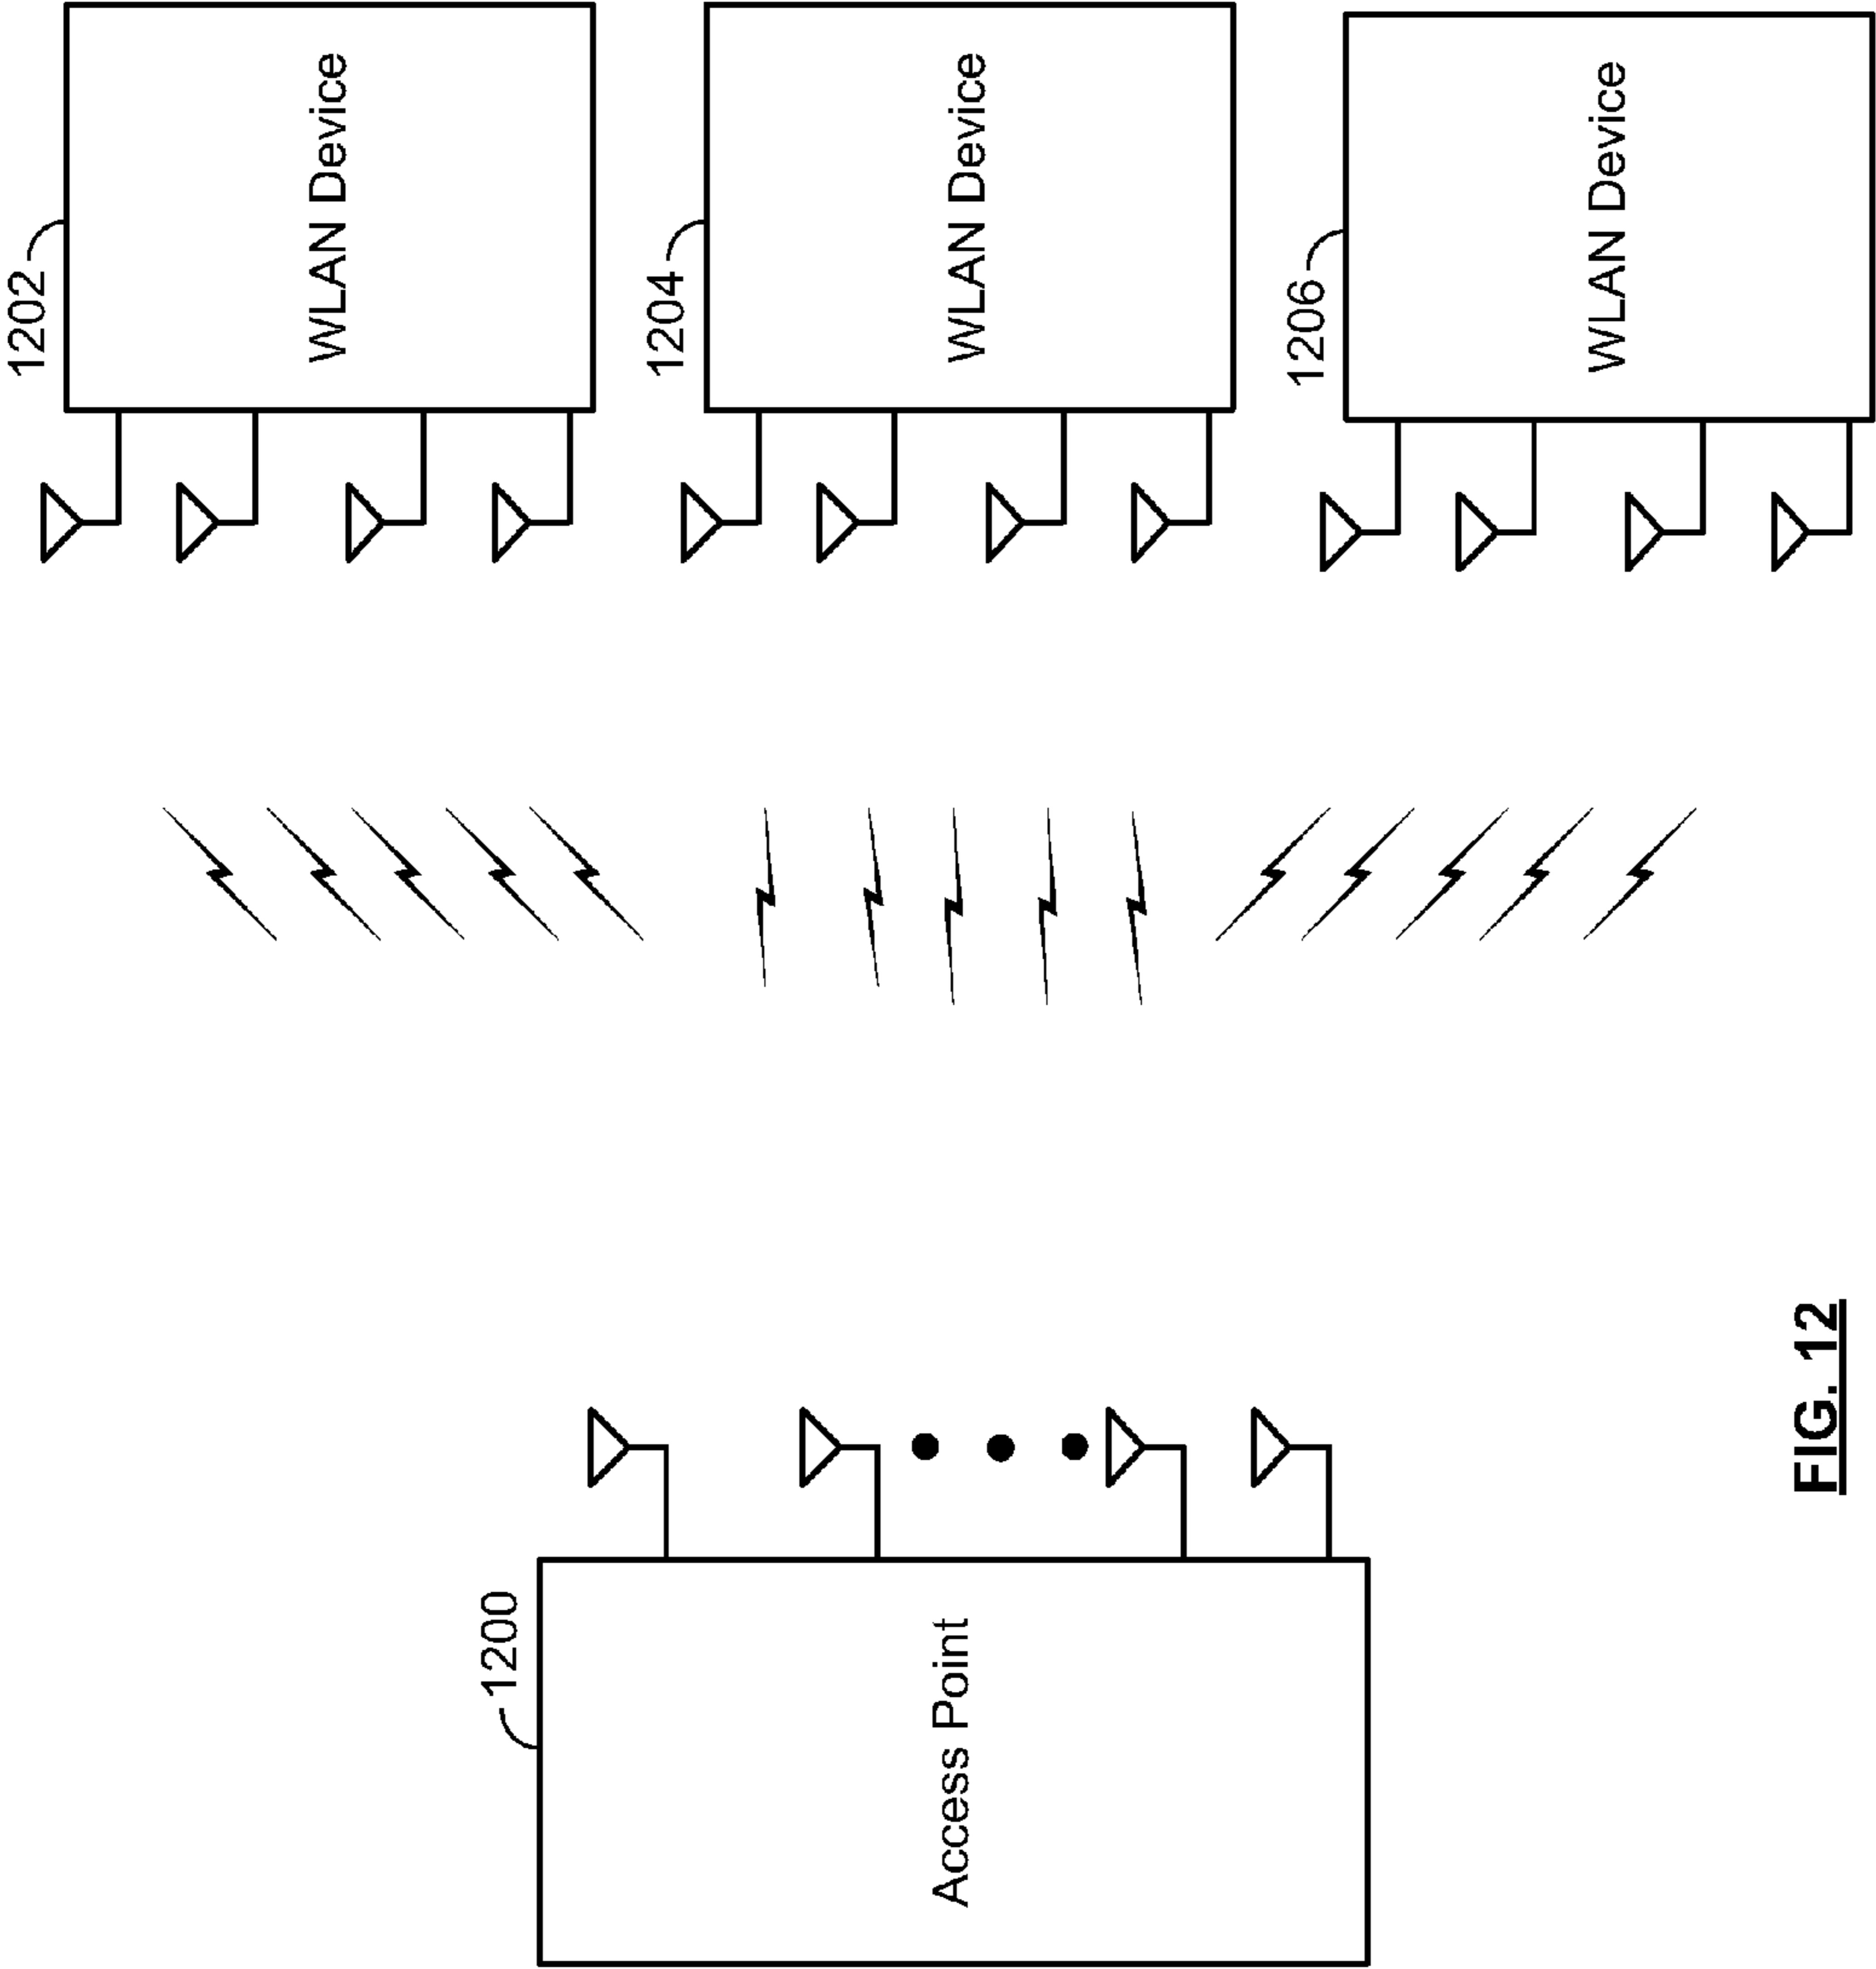 1202
WLAN Device
1204
WLAN Device
1206
WLAN Device
1200
Access Point
FIG. 12